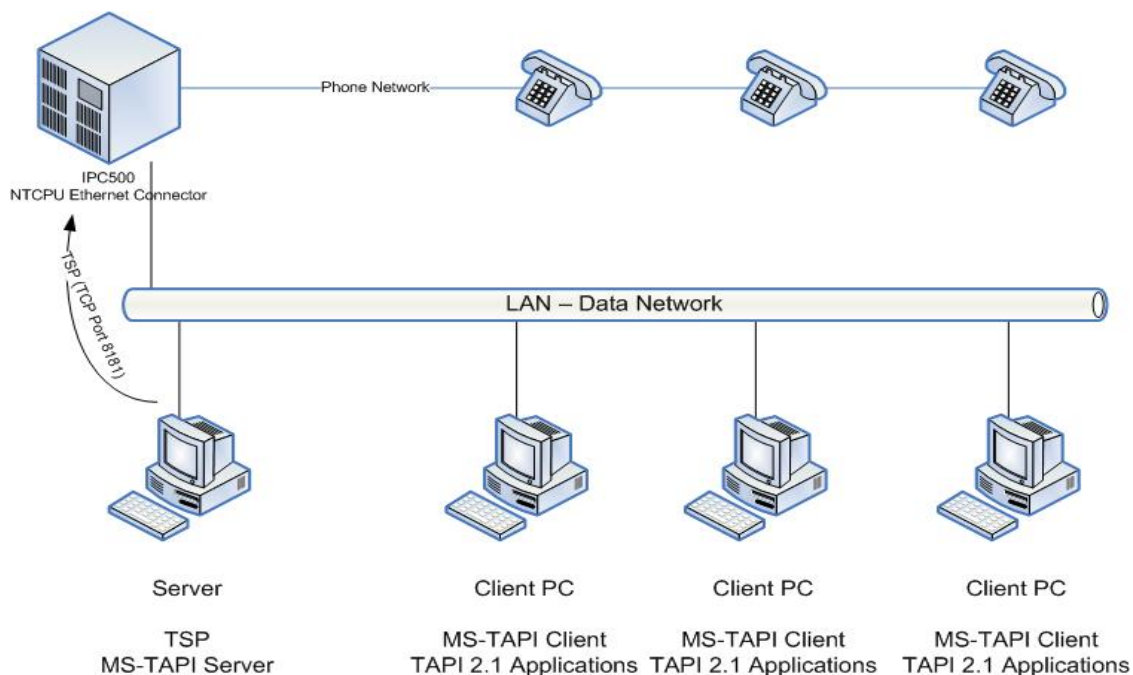 Phone Network
IPC500
NTCPU Ethernet Connector
TSP (TCP Port 8181)
LAN – Data Network
Server
Client PC
Client PC
Client PC
TSP
MS-TAPI Server
MS-TAPI Client
TAPI 2.1 Applications
MS-TAPI Client
TAPI 2.1 Applications
MS-TAPI Client
TAPI 2.1 Applications